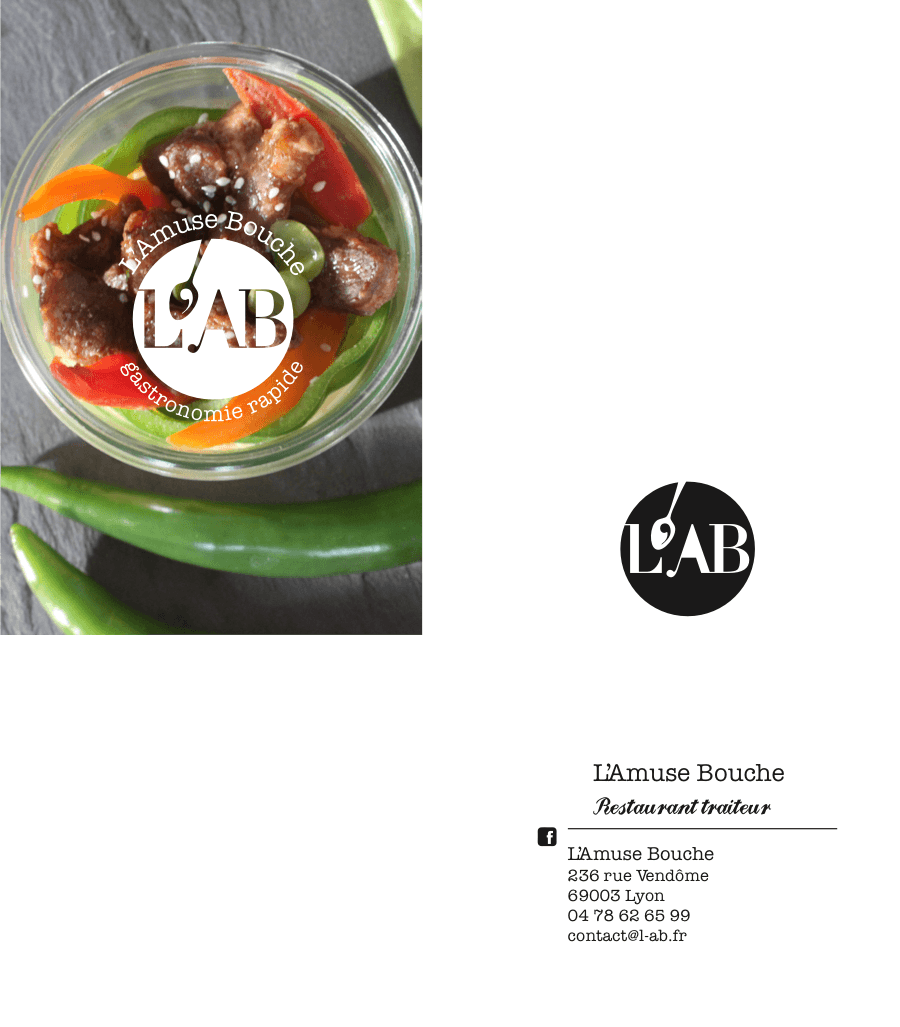 L'Amuse Bouche
L'AB
gastronomie rapide
L'AB
L'Amuse Bouche
Restaurant traiteur
f
L'Amuse Bouche
236 rue Vendôme
69003 Lyon
04 78 62 65 99
contact@l-ab.fr